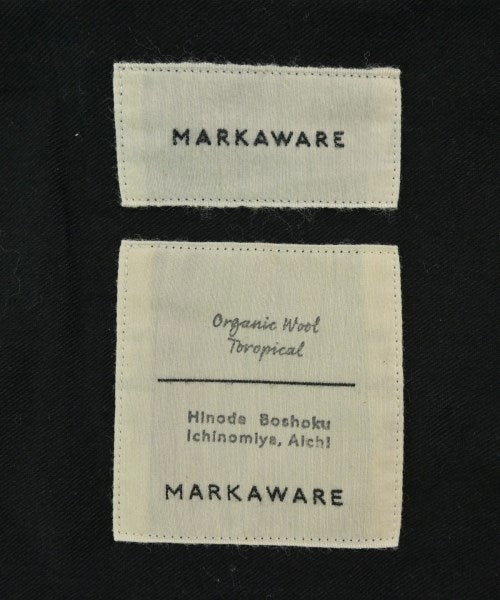 MARKAWARE
Organic Wool
Toropical
Hinode Boshoku
Ichinomiya, Aichi
MARKAWARE